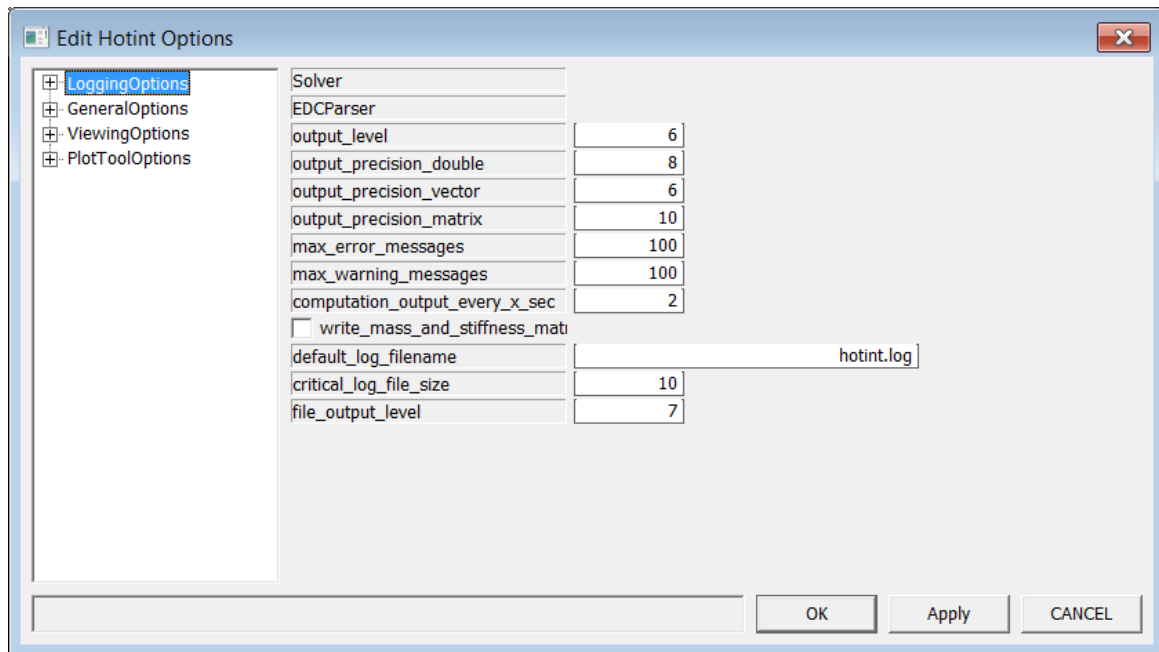 Edit Hotint Options
LoggingOptions
GeneralOptions
ViewingOptions
PlotToolOptions
Solver
EDCParser
output_level 6
output_precision_double 8
output_precision_vector 6
output_precision_matrix 10
max_error_messages 100
max_warning_messages 100
computation_output_every_x_sec 2
write_mass_and_stiffness_mat
default_log_filename hotint.log
critical_log_file_size 10
file_output_level 7
OK Apply CANCEL